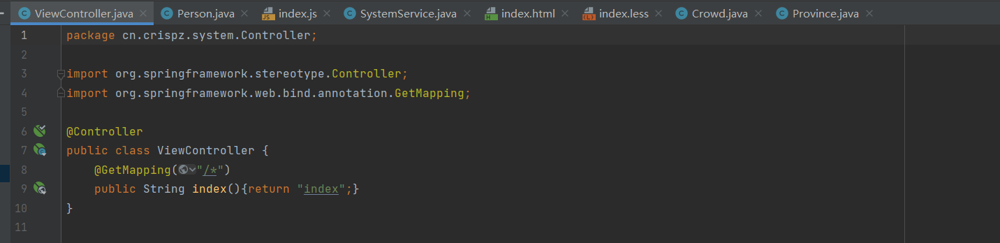 ViewController.java Person.java index.js SystemService.java index.html index.less Crowd.java Province.java
1 package cn.crispz.system.Controller;
2
3 import org.springframework.stereotype.Controller;
4 import org.springframework.web.bind.annotation.GetMapping;
5
6 @Controller
7 public class ViewController {
8 @GetMapping("/*")
9 public String index(){return "index";}
10 }
11